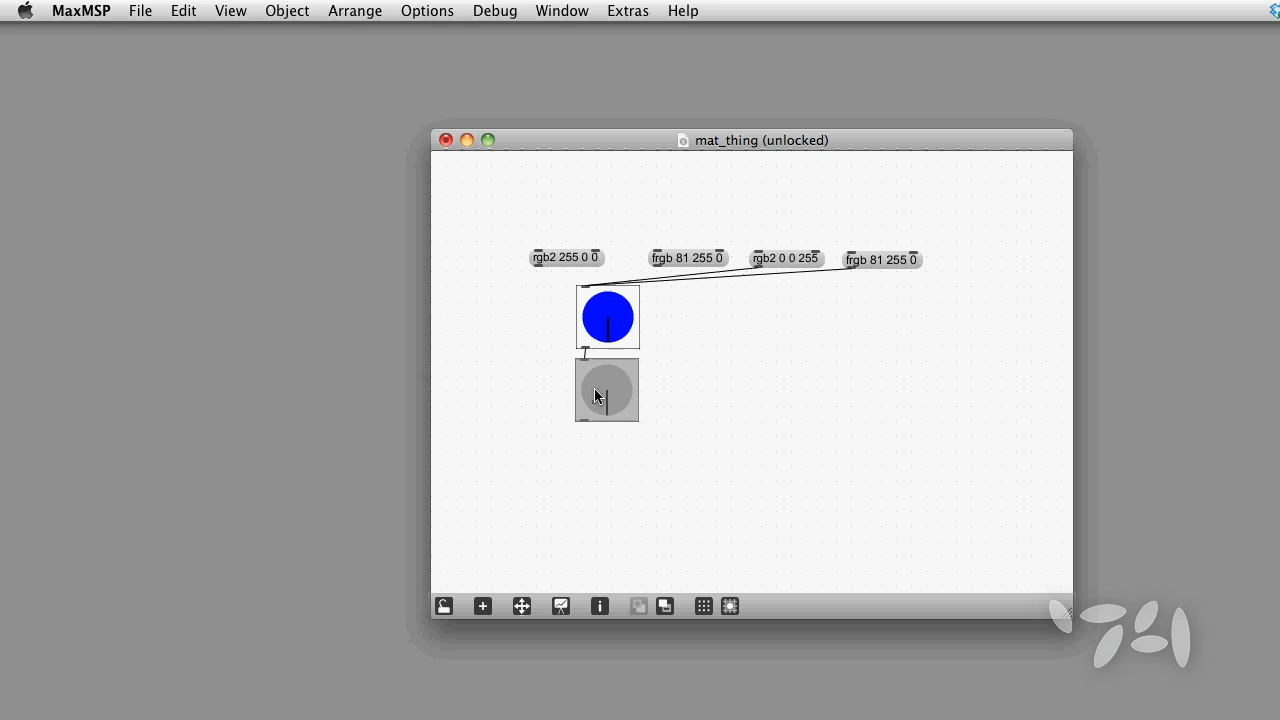 MaxMSP File Edit View Object Arrange Options Debug Window Extras Help
mat_thing (unlocked)
rgb2 255 0 0 frgb 81 255 0 rgb2 0 0 255 frgb 81 255 0